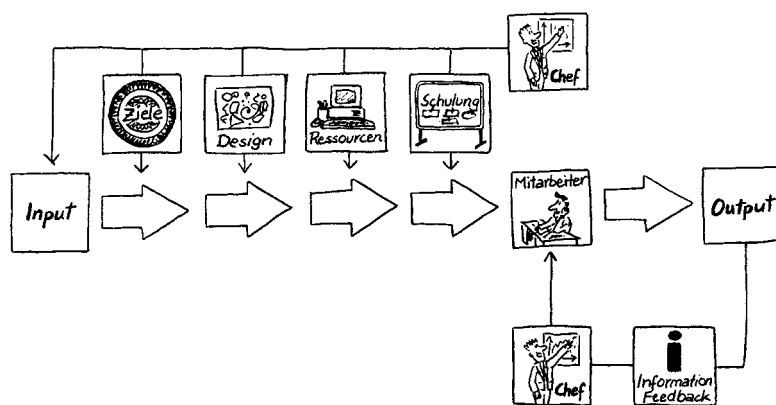 Chef
Ziele
Design
Ressourcen
Schulung
Input
Mitarbeiter
Output
Chef
Information
Feedback